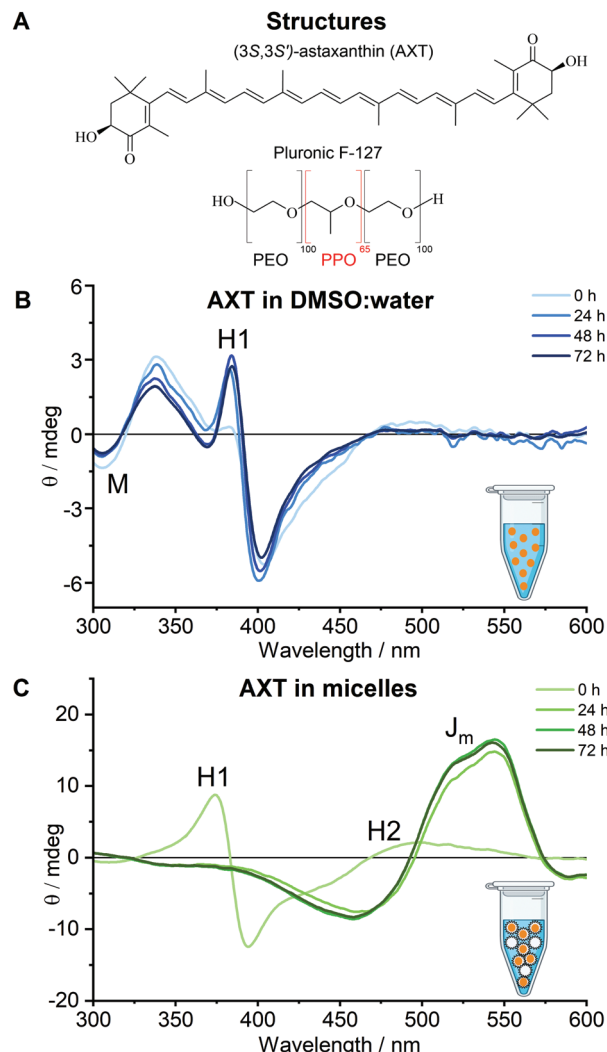 A
Structures
(3S,3S′)-astaxanthin (AXT)
O
OH
HO
O
Pluronic F-127
HO
O
O
O
H
100
65
100
PEO
PPO
PEO
B
AXT in DMSO:water
6
3
0
-3
-6
θ / mdeg
H1
M
0 h
24 h
48 h
72 h
300
350
400
450
500
550
600
Wavelength / nm
C
AXT in micelles
20
10
0
-10
-20
θ / mdeg
H1
H2
Jm
0 h
24 h
48 h
72 h
300
350
400
450
500
550
600
Wavelength / nm